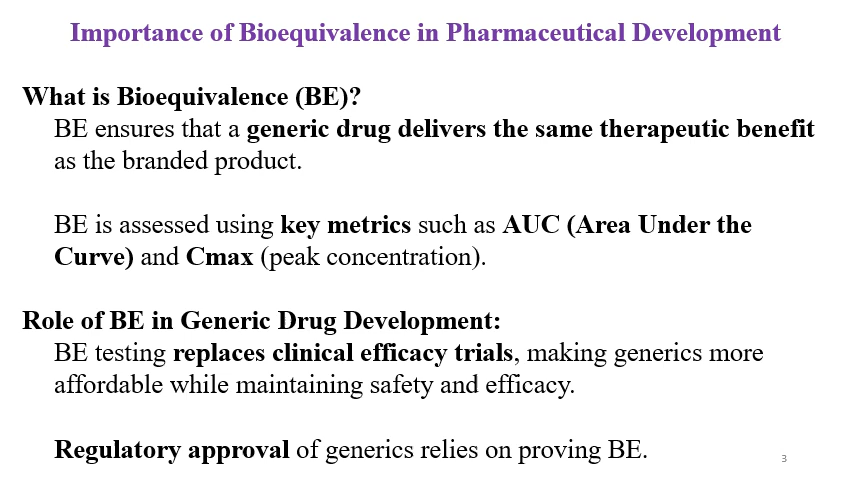 Importance of Bioequivalence in Pharmaceutical Development
What is Bioequivalence (BE)?
BE ensures that a generic drug delivers the same therapeutic benefit
as the branded product.
BE is assessed using key metrics such as AUC (Area Under the
Curve) and Cmax (peak concentration).
Role of BE in Generic Drug Development:
BE testing replaces clinical efficacy trials, making generics more
affordable while maintaining safety and efficacy.
Regulatory approval of generics relies on proving BE.
3